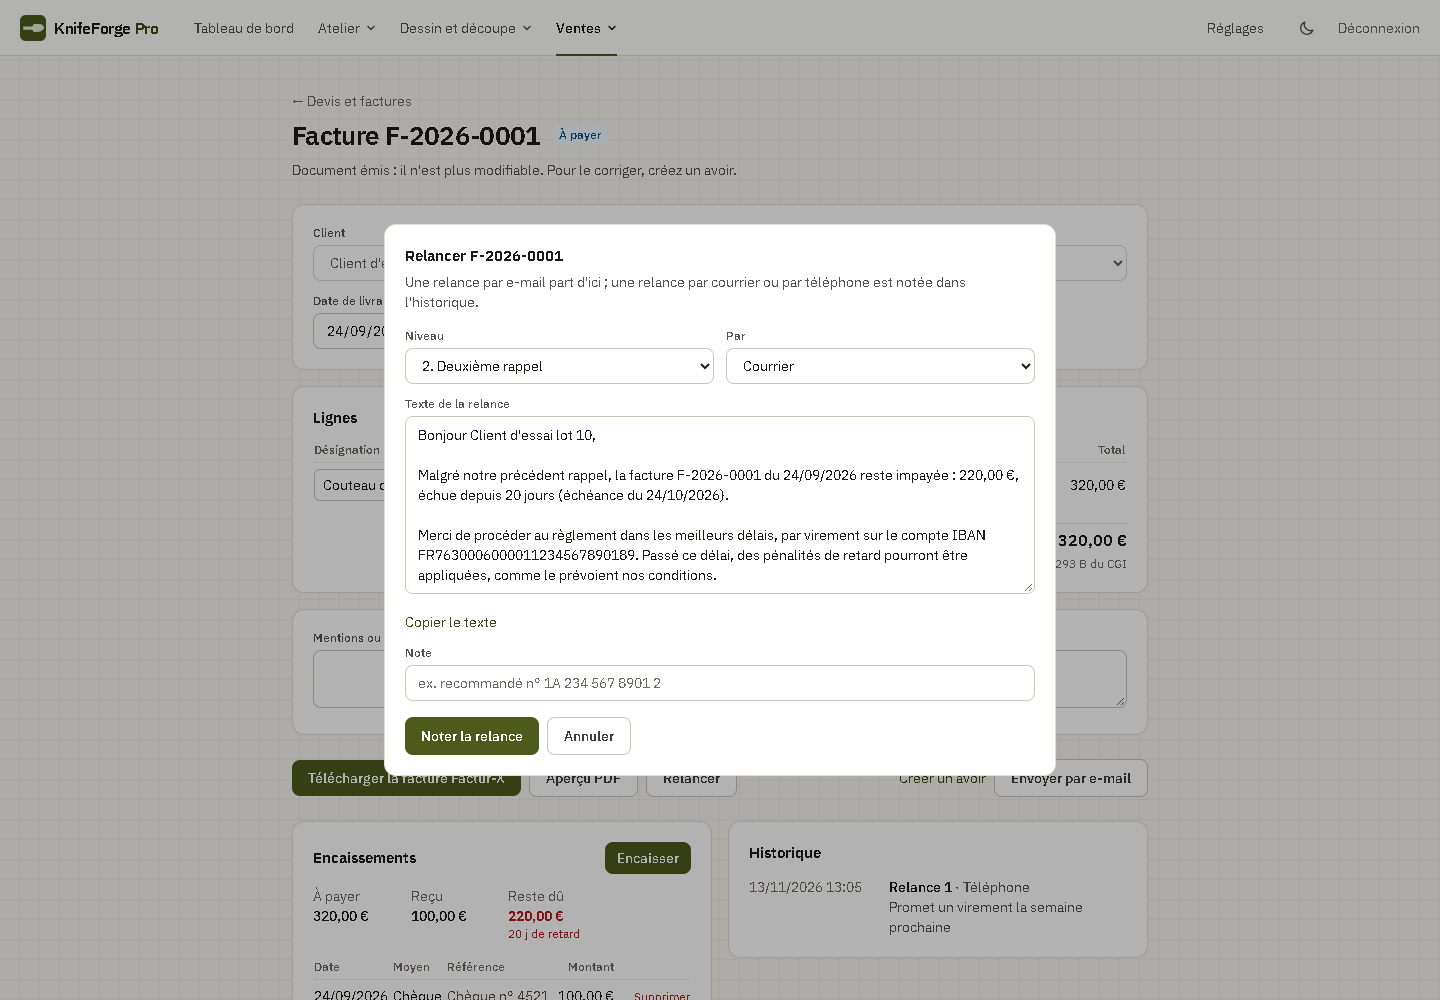 KnifeForge Pro
Tableau de bord
Atelier
Dessin et découpe
Ventes
Réglages
Déconnexion
← Devis et factures
Facture F-2026-0001
À payer
Document émis : il n'est plus modifiable. Pour le corriger, créez un avoir.
Client
Client d'e
Date de livra
24/09/20
Relancer F-2026-0001
Une relance par e-mail part d'ici ; une relance par courrier ou par téléphone est notée dans
l'historique.
Niveau
Par
2. Deuxième rappel
Courrier
Texte de la relance
Bonjour Client d'essai lot 10,
Malgré notre précédent rappel, la facture F-2026-0001 du 24/09/2026 reste impayée : 220,00 €,
échue depuis 20 jours (échéance du 24/10/2026).
Merci de procéder au règlement dans les meilleurs délais, par virement sur le compte IBAN
FR7630006000011234567890189. Passé ce délai, des pénalités de retard pourront être
appliquées, comme le prévoient nos conditions.
Copier le texte
Note
ex. recommandé n° 1A 234 567 8901 2
Noter la relance
Annuler
Lignes
Désignation
Total
Couteau
320,00 €
320,00 €
293 B du CGI
Mentions ou
Télécharger la facture Factur-X
Aperçu PDF
Relancer
Créer un avoir
Envoyer par e-mail
Encaissements
Encaisser
À payer
Reçu
Reste dû
320,00 €
100,00 €
220,00 €
20 j de retard
Date
Moyen
Référence
Montant
24/09/2026
Chèque
Chèque n° 4521
100,00 €
Supprimer
Historique
13/11/2026 13:05
Relance 1 · Téléphone
Promet un virement la semaine
prochaine